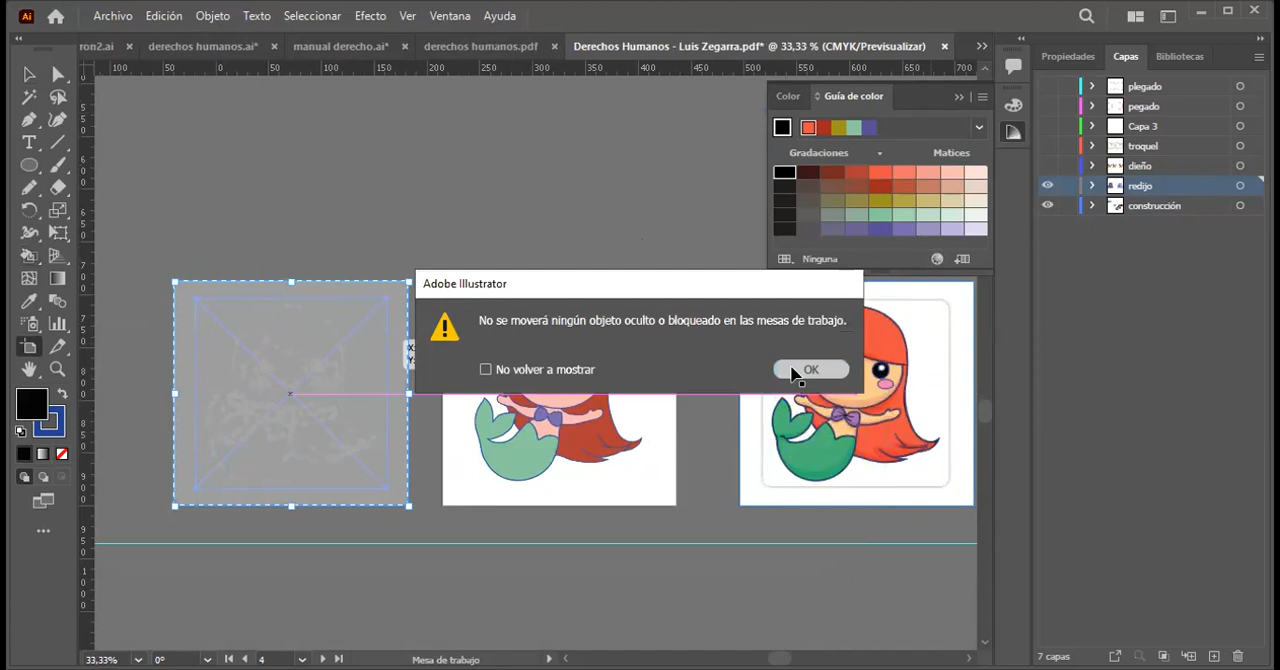 Ai
Archivo Edición Objeto Texto Seleccionar Efecto Ver Ventana Ayuda
ron2.ai × derechos humanos.ai* × manual derecho.ai* × derechos humanos.pdf × Derechos Humanos - Luis Zegarra.pdf* @ 33,33 % (CMYK/Previsualizar) ×
100 50 0 50 100 150 200 250 300 350 400 450 500 550 600 650 700
Propiedades Capas Bibliotecas
Color Guía de color
Gradaciones Matices
Ninguna
plegado
pegado
Capa 3
troquel
dieño
redijo
construcción
Adobe Illustrator
No se moverá ningún objeto oculto o bloqueado en las mesas de trabajo.
No volver a mostrar
OK
X:
Y:
33,33% 0° 4 Mesa de trabajo
7 capas